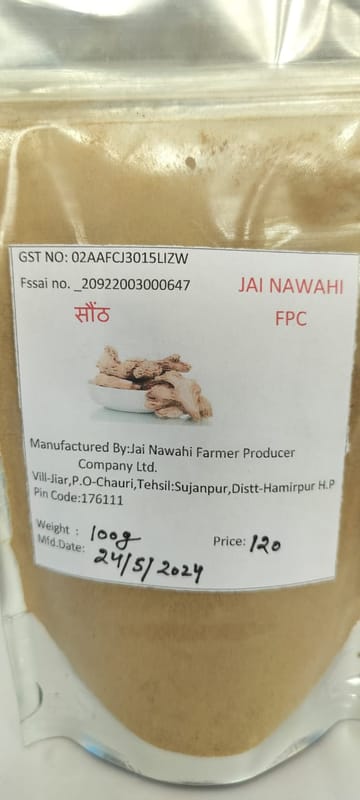 GST NO: 02AAFCJ3015LIZW
Fssai no. _20922003000647
JAI NAWAHI
सौंठ
FPC
Manufactured By:Jai Nawahi Farmer Producer
Company Ltd.
Vill-Jiar,P.O-Chauri,Tehsil:Sujanpur,Distt-Hamirpur H.P
Pin Code:176111
Weight : 100g
Price: 120
Mfd.Date: 24/5/2024